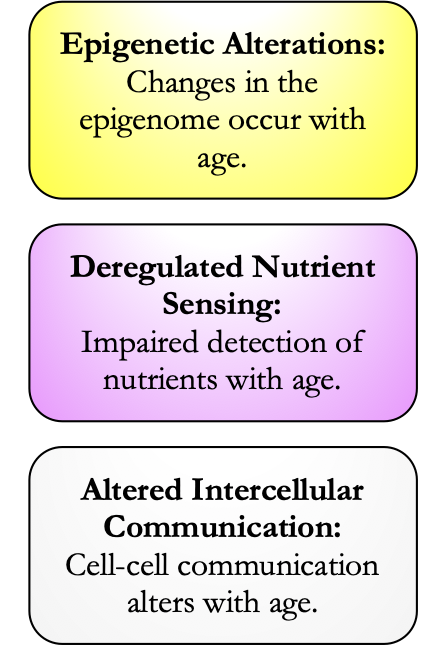 Epigenetic Alterations:
Changes in the
epigenome occur with
age.
Deregulated Nutrient
Sensing:
Impaired detection of
nutrients with age.
Altered Intercellular
Communication:
Cell-cell communication
alters with age.